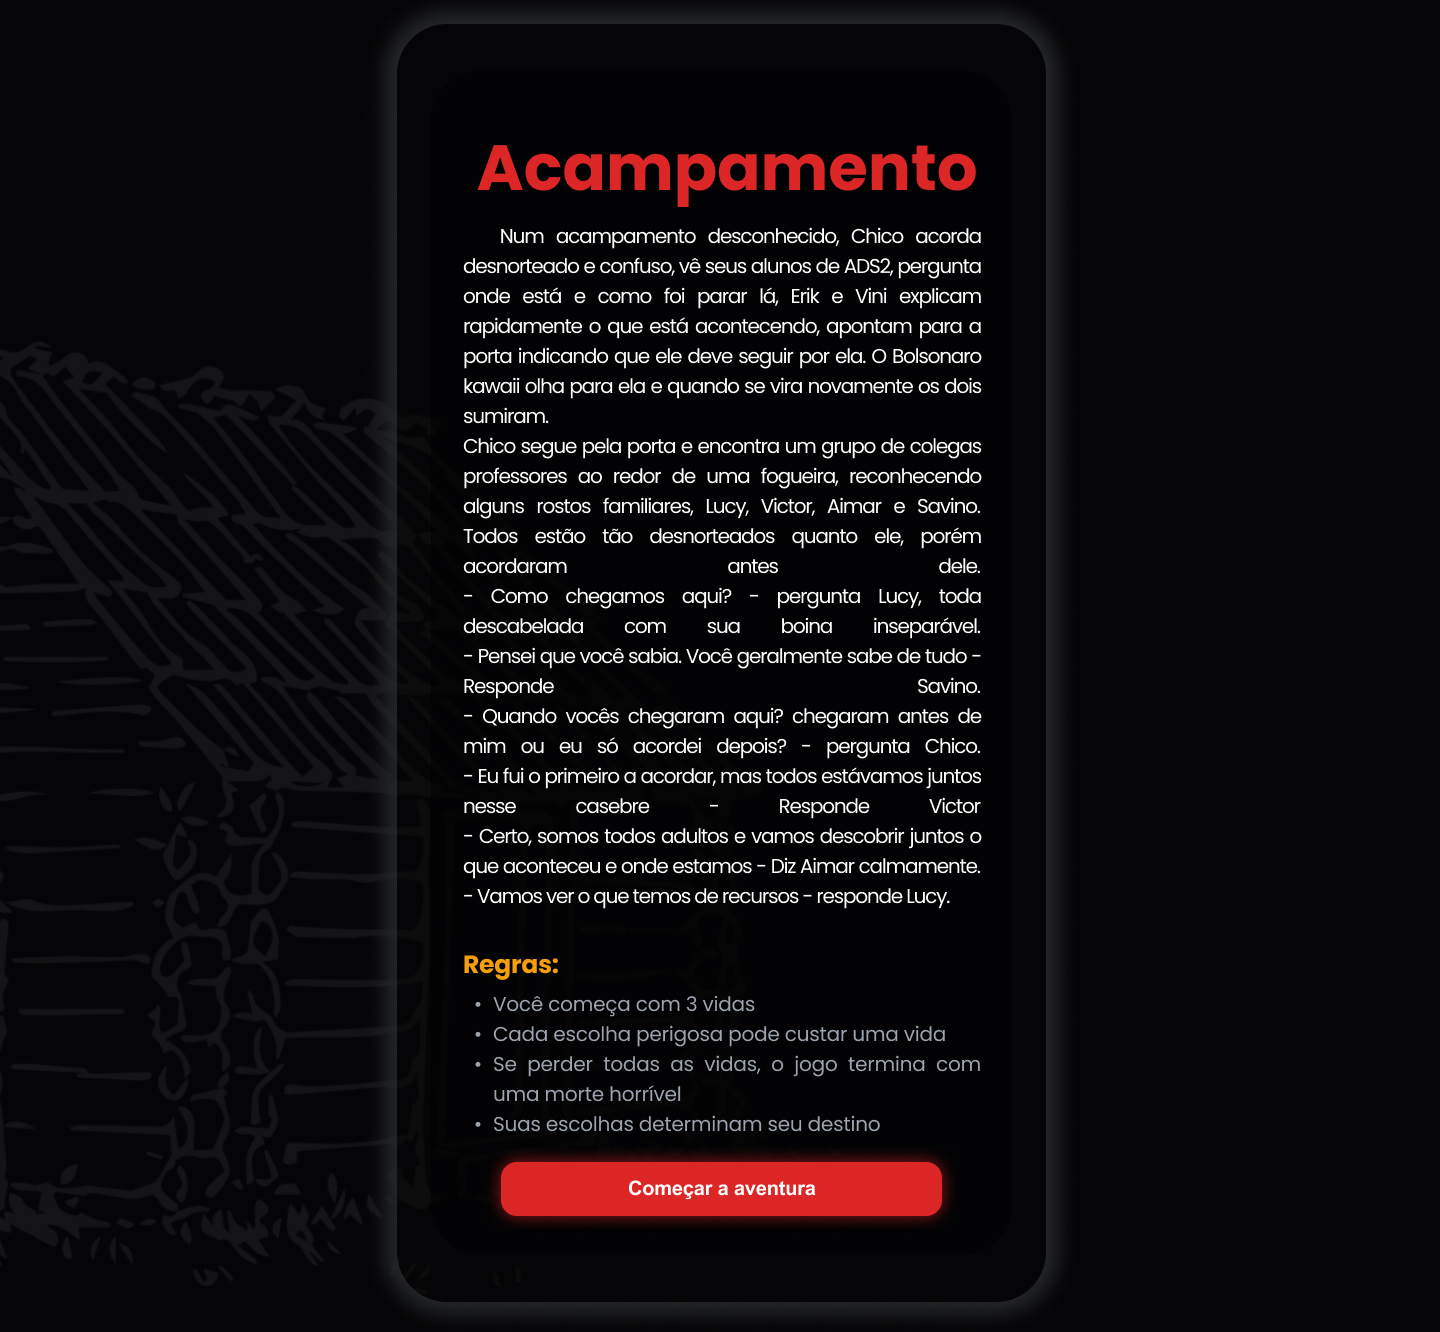 Acampamento
Num acampamento desconhecido, Chico acorda
desnorteado e confuso, vê seus alunos de ADS2, pergunta
onde está e como foi parar lá, Erik e Vini explicam
rapidamente o que está acontecendo, apontam para a
porta indicando que ele deve seguir por ela. O Bolsonaro
kawaii olha para ela e quando se vira novamente os dois
sumiram.
Chico segue pela porta e encontra um grupo de colegas
professores ao redor de uma fogueira, reconhecendo
alguns rostos familiares, Lucy, Victor, Aimar e Savino.
Todos estão tão desnorteados quanto ele, porém
acordaram antes dele.
- Como chegamos aqui? - pergunta Lucy, toda
descabelada com sua boina inseparável.
- Pensei que você sabia. Você geralmente sabe de tudo -
Responde Savino.
- Quando vocês chegaram aqui? chegaram antes de
mim ou eu só acordei depois? - pergunta Chico.
- Eu fui o primeiro a acordar, mas todos estávamos juntos
nesse casebre - Responde Victor
- Certo, somos todos adultos e vamos descobrir juntos o
que aconteceu e onde estamos - Diz Aimar calmamente.
- Vamos ver o que temos de recursos - responde Lucy.
Regras:
• Você começa com 3 vidas
• Cada escolha perigosa pode custar uma vida
• Se perder todas as vidas, o jogo termina com
uma morte horrível
• Suas escolhas determinam seu destino
Começar a aventura